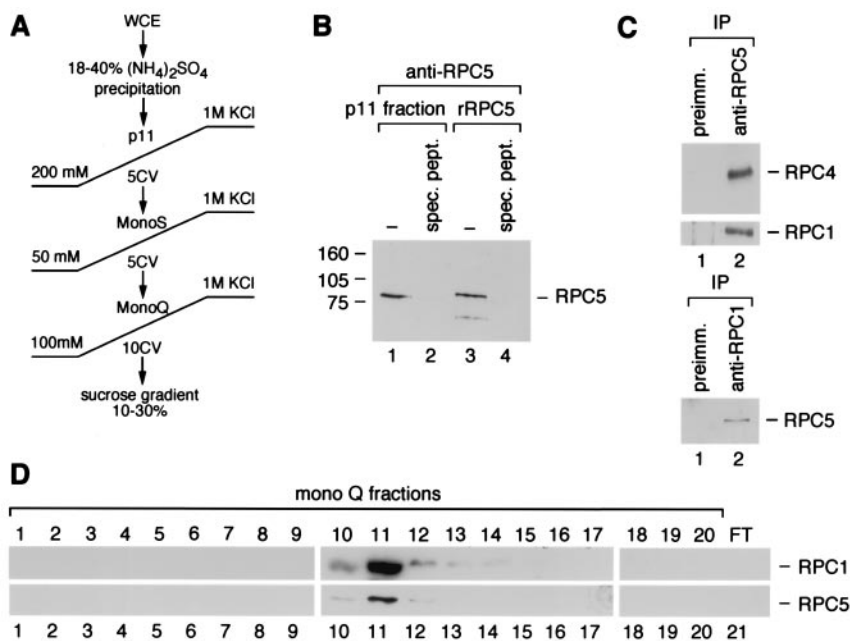 A
WCE
18-40% (NH4)2SO4
precipitation
p11
1M KCl
200 mM
5CV
MonoS
1M KCl
50 mM
5CV
MonoQ
1M KCl
100mM
10CV
sucrose gradient
10-30%
B
anti-RPC5
p11 fraction rRPC5
– spec. pept. – spec. pept.
160 –
105 –
75 –
– RPC5
1 2 3 4
C
IP
preimm. anti-RPC5
– RPC4
– RPC1
1 2
IP
preimm. anti-RPC1
– RPC5
1 2
D
mono Q fractions
1 2 3 4 5 6 7 8 9 10 11 12 13 14 15 16 17 18 19 20 FT
– RPC1
– RPC5
1 2 3 4 5 6 7 8 9 10 11 12 13 14 15 16 17 18 19 20 21